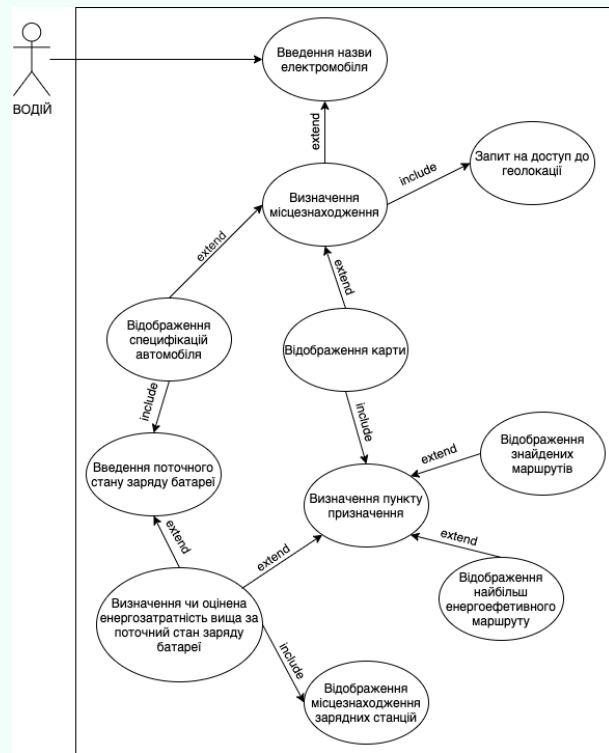 ВОДІЙ
Введення назви
електромобіля
extend
Визначення
місцезнаходження
include
Запит на доступ до
геолокації
extend
extend
Відображення
специфікацій
автомобіля
Відображення карти
include
include
Введення поточного
стану заряду батареї
Визначення пункту
призначення
extend
Відображення
знайдених
маршрутів
extend
extend
extend
Визначення чи оцінена
енергозатратність вища за
поточний стан заряду
батареї
Відображення
найбільш
енергоефетивного
маршруту
include
Відображення
місцезнаходження
зарядних станцій